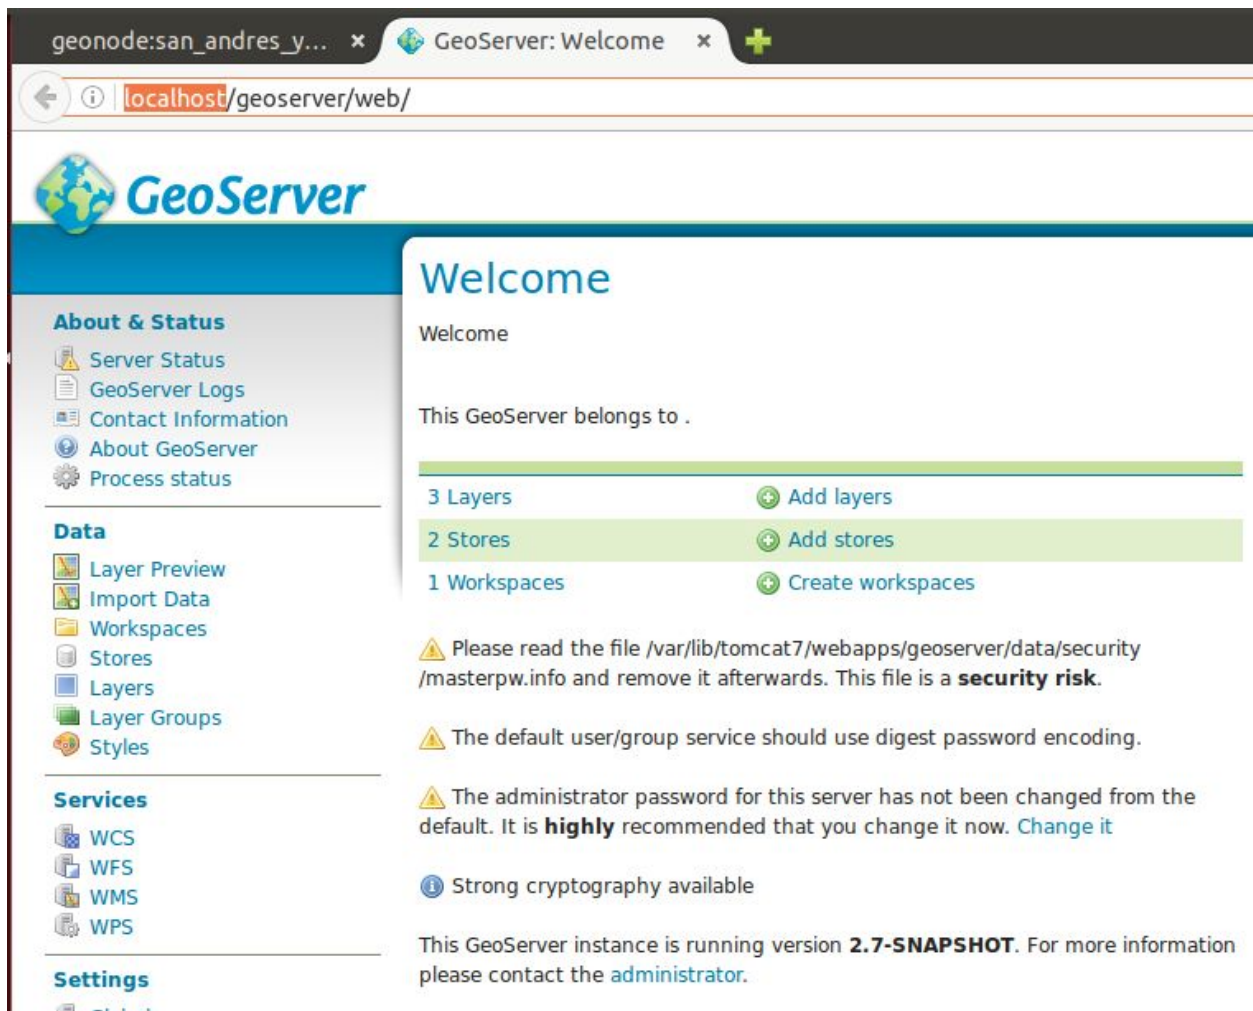 geonode:san_andres_y... × GeoServer: Welcome ×
localhost/geoserver/web/
GeoServer
About & Status
Server Status
GeoServer Logs
Contact Information
About GeoServer
Process status
Data
Layer Preview
Import Data
Workspaces
Stores
Layers
Layer Groups
Styles
Services
WCS
WFS
WMS
WPS
Settings
Welcome
Welcome
This GeoServer belongs to .
3 Layers Add layers
2 Stores Add stores
1 Workspaces Create workspaces
Please read the file /var/lib/tomcat7/webapps/geoserver/data/security
/masterpw.info and remove it afterwards. This file is a security risk.
The default user/group service should use digest password encoding.
The administrator password for this server has not been changed from the
default. It is highly recommended that you change it now. Change it
Strong cryptography available
This GeoServer instance is running version 2.7-SNAPSHOT. For more information
please contact the administrator.